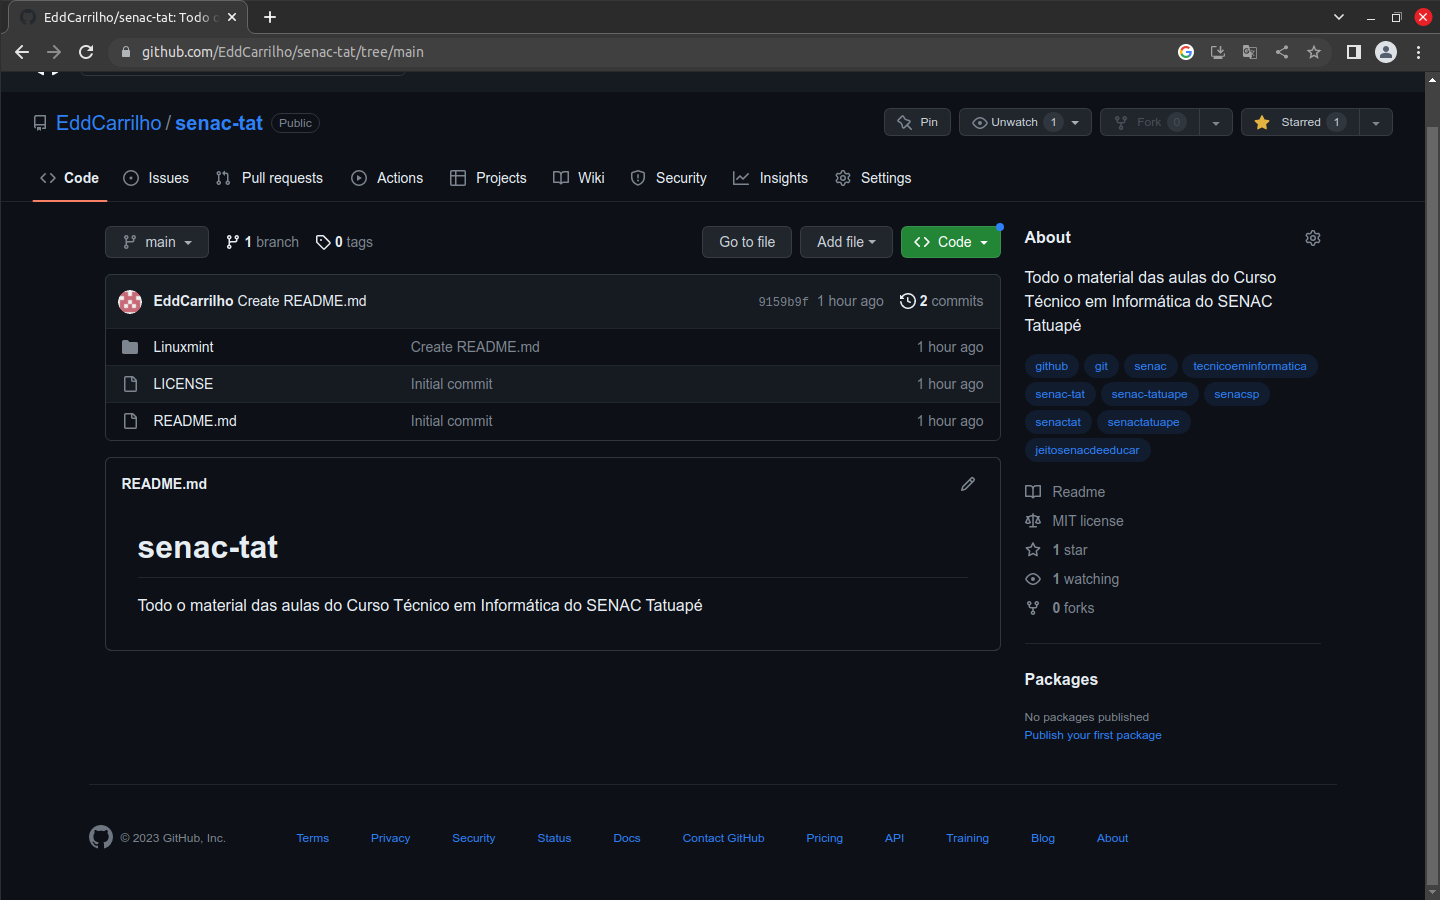 EddCarrilho/senac-tat: Todo o
github.com/EddCarrilho/senac-tat/tree/main
EddCarrilho / senac-tat Public
Pin
Unwatch 1
Fork 0
Starred 1
Code
Issues
Pull requests
Actions
Projects
Wiki
Security
Insights
Settings
main
1 branch
0 tags
Go to file
Add file
Code
EddCarrilho Create README.md
9159b9f 1 hour ago
2 commits
Linuxmint Create README.md 1 hour ago
LICENSE Initial commit 1 hour ago
README.md Initial commit 1 hour ago
README.md
senac-tat
Todo o material das aulas do Curso Técnico em Informática do SENAC Tatuapé
About
Todo o material das aulas do Curso
Técnico em Informática do SENAC
Tatuapé
github git senac tecnicoeminformatica
senac-tat senac-tatuape senacsp
senactat senactatuape
jeitosenacdeeducar
Readme
MIT license
1 star
1 watching
0 forks
Packages
No packages published
Publish your first package
© 2023 GitHub, Inc.
Terms
Privacy
Security
Status
Docs
Contact GitHub
Pricing
API
Training
Blog
About